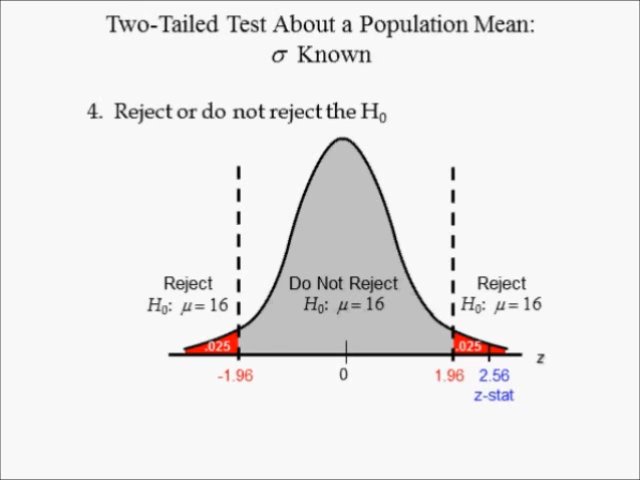 Two-Tailed Test About a Population Mean:
σ Known
4. Reject or do not reject the H₀
Reject
H₀: μ = 16
Do Not Reject
H₀: μ = 16
Reject
H₀: μ = 16
.025
.025
z
-1.96
0
1.96
2.56
z-stat